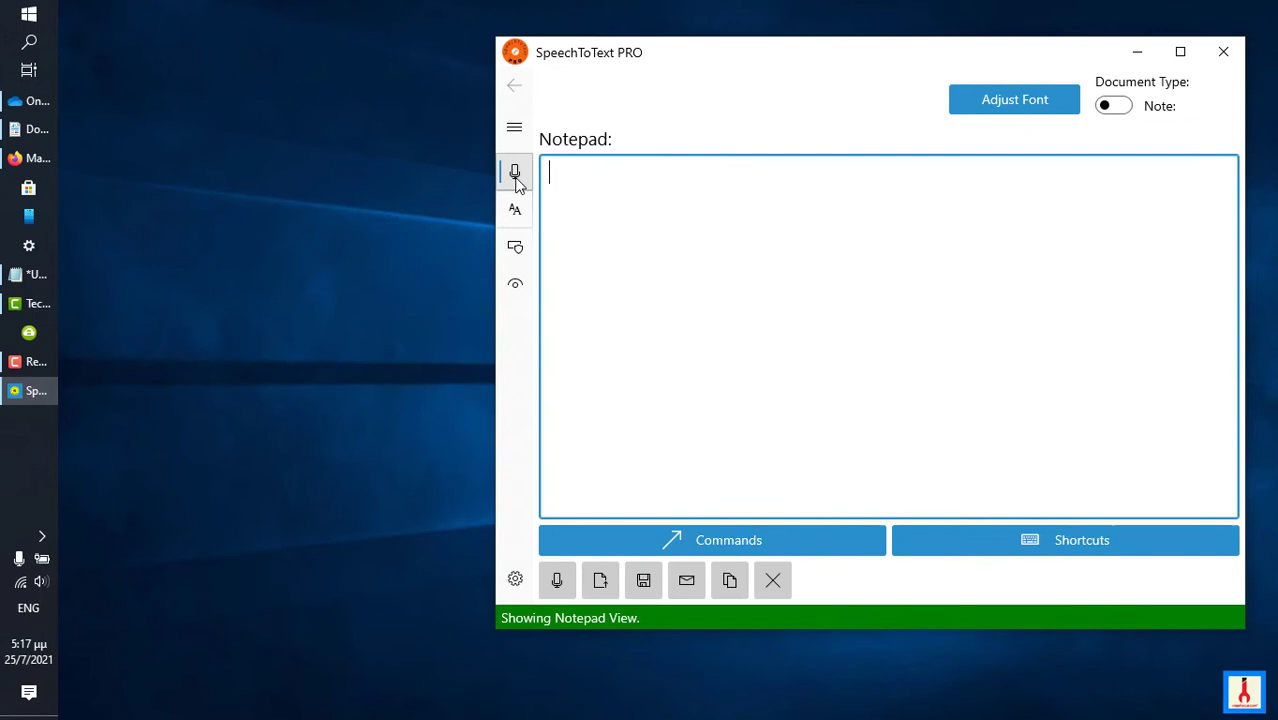 SpeechToText PRO
Document Type:
Adjust Font
Note:
Notepad:
Commands
Shortcuts
Showing Notepad View.
On...
Do...
Ma...
*U...
Tec...
Re...
Sp...
ENG
5:17 μμ
25/7/2021